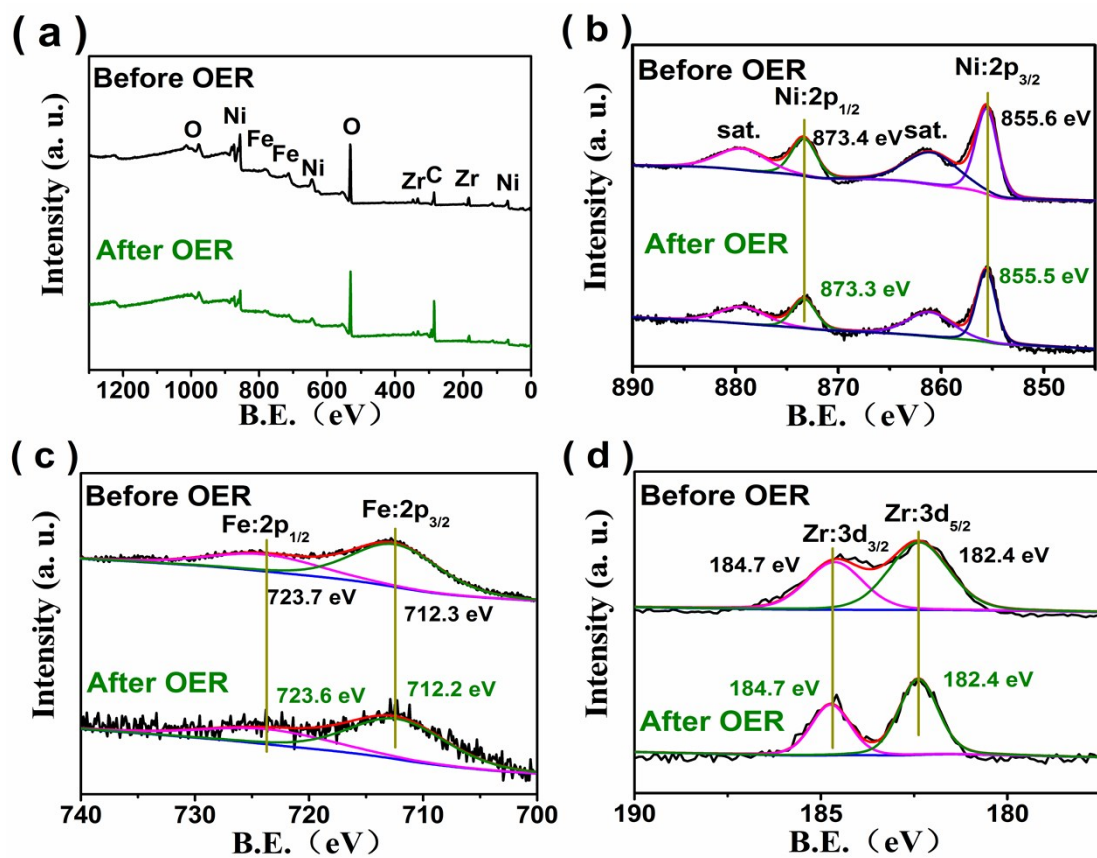 ( a )
Before OER
O
Ni
Fe
Fe
Ni
O
Zr
C
Zr
Ni
After OER
Intensity (a. u.)
1200 1000 800 600 400 200 0
B.E.（eV）
( b )
Before OER
Ni:2p3/2
Ni:2p1/2
sat.
873.4 eV
sat.
855.6 eV
After OER
873.3 eV
855.5 eV
Intensity (a. u.)
890 880 870 860 850
B.E.（eV）
( c )
Before OER
Fe:2p1/2
Fe:2p3/2
723.7 eV
712.3 eV
After OER
723.6 eV
712.2 eV
Intensity (a. u.)
740 730 720 710 700
B.E.（eV）
( d )
Before OER
Zr:3d5/2
Zr:3d3/2
184.7 eV
182.4 eV
After OER
184.7 eV
182.4 eV
Intensity (a. u.)
190 185 180
B.E.（eV）